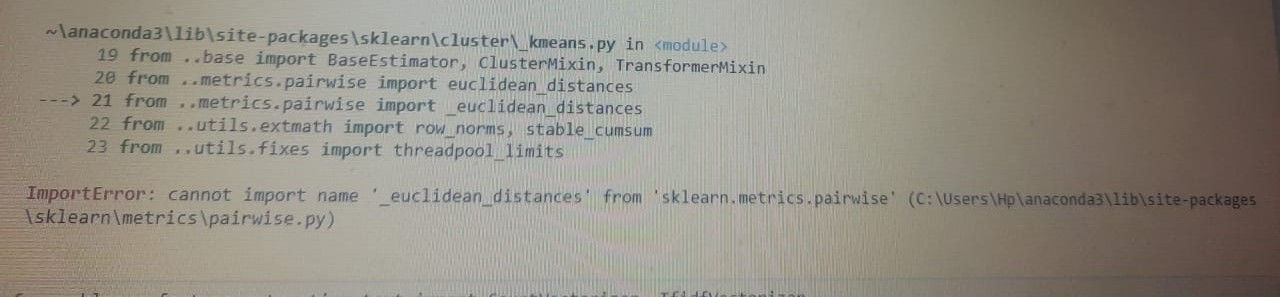 ~\anaconda3\lib\site-packages\sklearn\cluster\_kmeans.py in <module>
19 from ..base import BaseEstimator, ClusterMixin, TransformerMixin
20 from ..metrics.pairwise import euclidean_distances
---> 21 from ..metrics.pairwise import _euclidean_distances
22 from ..utils.extmath import row_norms, stable_cumsum
23 from ..utils.fixes import threadpool_limits
ImportError: cannot import name '_euclidean_distances' from 'sklearn.metrics.pairwise' (C:\Users\Hp\anaconda3\lib\site-packages
\sklearn\metrics\pairwise.py)